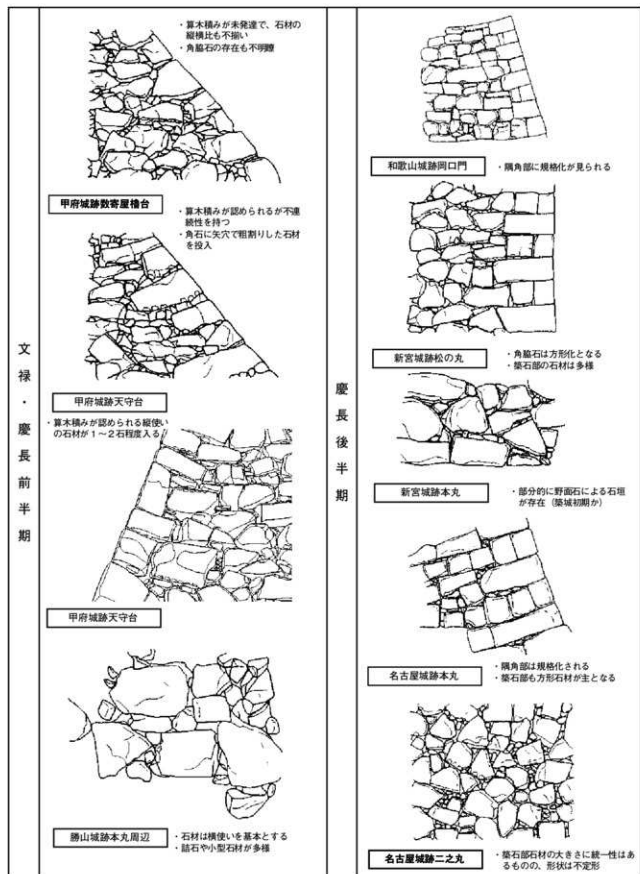 文禄・慶長前半期
・算木積みが未発達で、石材の
縦横比も不揃い
・角脇石の存在も不明瞭
甲府城跡数寄屋櫓台
・算木積みが認められるが不連
続性を持つ
・角石に矢穴で粗割りした石材
を投入
甲府城跡天守台
・算木積みが認められる縦使い
の石材が1～2石程度入る
甲府城跡天守台
勝山城跡本丸周辺
・石材は横使いを基本とする
・詰石や小型石材が多様
慶長後半期
和歌山城跡岡口門
・隅角部に規格化が見られる
新宮城跡松の丸
・角脇石は方形化となる
・築石部の石材は多様
新宮城跡本丸
・部分的に野面石による石垣
が存在（築城初期か）
名古屋城跡本丸
・隅角部は規格化される
・築石部も方形石材が主となる
名古屋城跡二之丸
・築石部石材の大きさに統一性はあ
るものの、形状は不定形